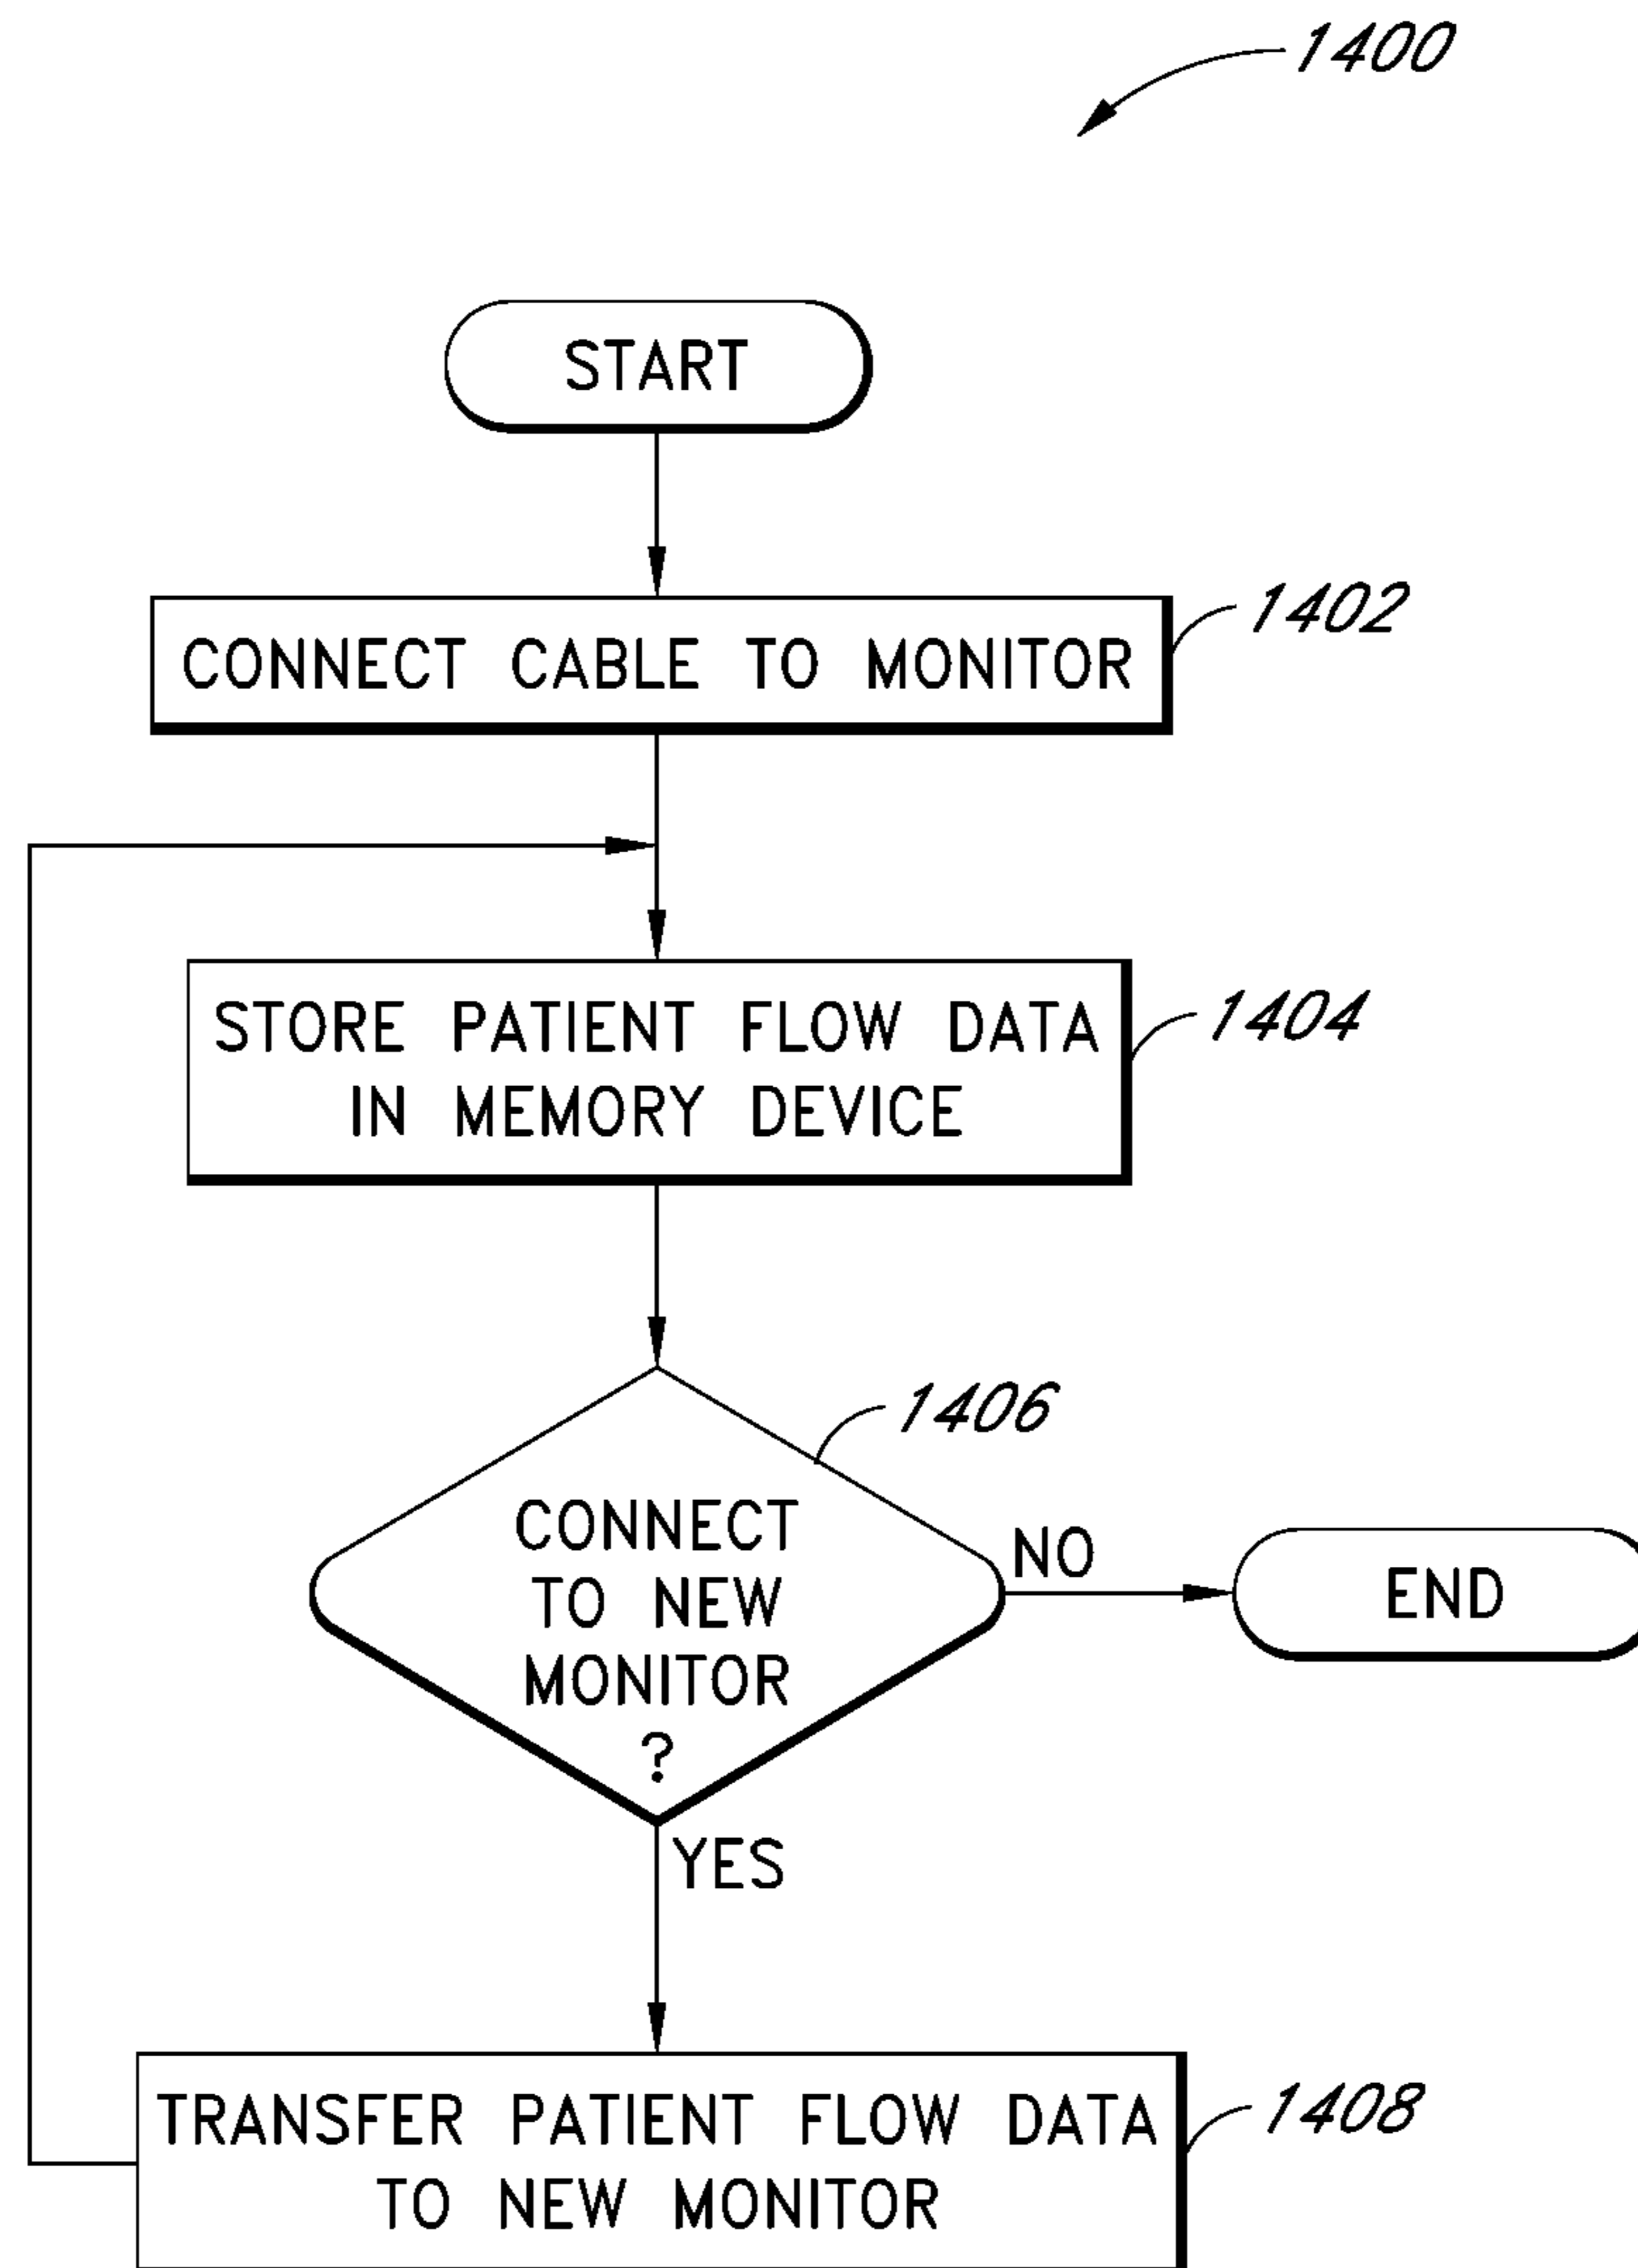 1400
START
CONNECT CABLE TO MONITOR
1402
STORE PATIENT FLOW DATA
IN MEMORY DEVICE
1404
1406
CONNECT
TO NEW
MONITOR
?
NO
END
YES
TRANSFER PATIENT FLOW DATA
TO NEW MONITOR
1408